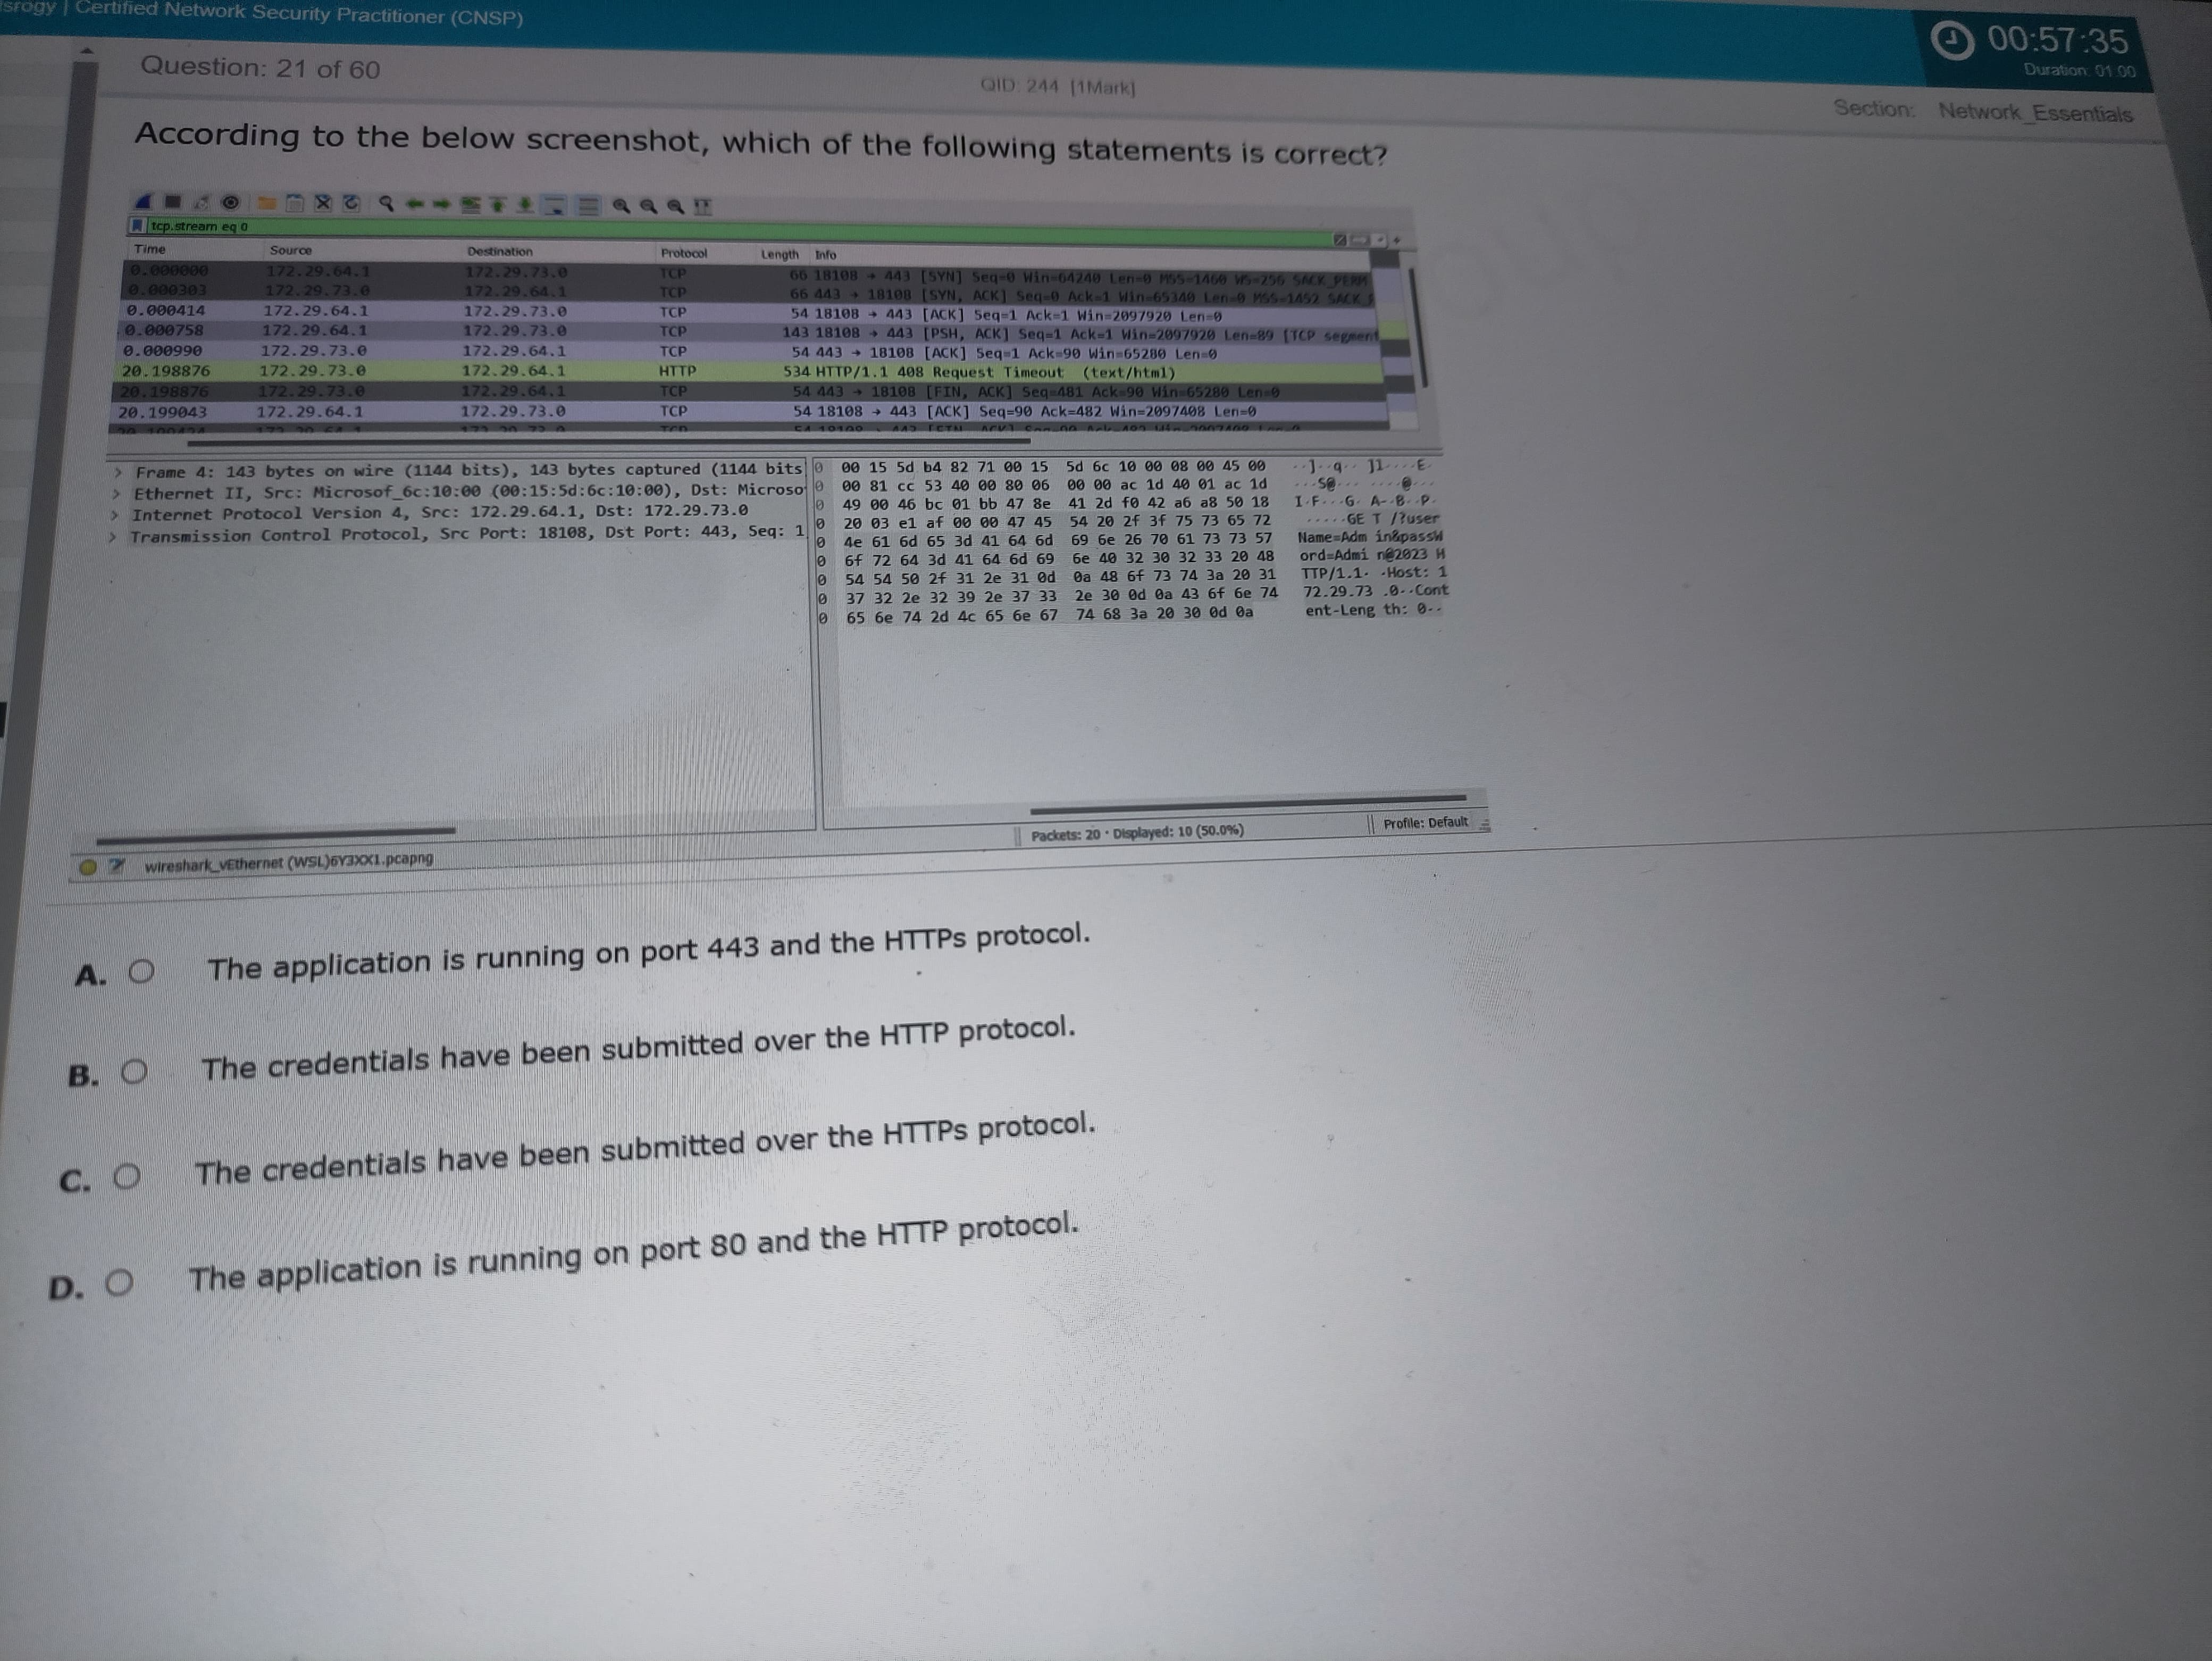 | Certified Network Security Practitioner (CNSP)
00:57:35
Duration: 01:00
Question: 21 of 60
QID: 244 [1Mark]
Section: Network_Essentials
According to the below screenshot, which of the following statements is correct?
tcp.stream eq 0
Time Source Destination Protocol Length Info
0.000000 172.29.64.1 172.29.73.0 TCP 66 18108 → 443 [SYN] Seq=0 Win=64240 Len=0 MSS=1460 WS=256 SACK_PERM
0.000303 172.29.73.0 172.29.64.1 TCP 66 443 → 18108 [SYN, ACK] Seq=0 Ack=1 Win=65340 Len=0 MSS=1452
0.000414 172.29.64.1 172.29.73.0 TCP 54 18108 → 443 [ACK] Seq=1 Ack=1 Win=2097920 Len=0
0.000758 172.29.64.1 172.29.73.0 TCP 143 18108 → 443 [PSH, ACK] Seq=1 Ack=1 Win=2097920 Len=89 [TCP segment
0.000990 172.29.73.0 172.29.64.1 TCP 54 443 → 18108 [ACK] Seq=1 Ack=90 Win=65280 Len=0
20.198876 172.29.73.0 172.29.64.1 HTTP 534 HTTP/1.1 408 Request Timeout (text/html)
20.198876 172.29.73.0 172.29.64.1 TCP 54 443 → 18108 [FIN, ACK] Seq=481 Ack=90 Win=65280 Len=0
20.199043 172.29.64.1 172.29.73.0 TCP 54 18108 → 443 [ACK] Seq=90 Ack=482 Win=2097408 Len=0
> Frame 4: 143 bytes on wire (1144 bits), 143 bytes captured (1144 bits
> Ethernet II, Src: Microsof_6c:10:00 (00:15:5d:6c:10:00), Dst: Microso
> Internet Protocol Version 4, Src: 172.29.64.1, Dst: 172.29.73.0
> Transmission Control Protocol, Src Port: 18108, Dst Port: 443, Seq: 1
0 00 15 5d b4 82 71 00 15 5d 6c 10 00 08 00 45 00 ··]··q·· ]l····E·
0 00 81 cc 53 40 00 80 06 00 00 ac 1d 40 01 ac 1d ···S@··· ····@···
0 49 00 46 bc 01 bb 47 8e 41 2d f0 42 a6 a8 50 18 I·F···G· A-·B··P·
0 20 03 e1 af 00 00 47 45 54 20 2f 3f 75 73 65 72 ·····GE T /?user
0 4e 61 6d 65 3d 41 64 6d 69 6e 26 70 61 73 73 57 Name=Adm in&passW
0 6f 72 64 3d 41 64 6d 69 6e 40 32 30 32 33 20 48 ord=Admi n@2023 H
0 54 54 50 2f 31 2e 31 0d 0a 48 6f 73 74 3a 20 31 TTP/1.1· ·Host: 1
0 37 32 2e 32 39 2e 37 33 2e 30 0d 0a 43 6f 6e 74 72.29.73 .0··Cont
0 65 6e 74 2d 4c 65 6e 67 74 68 3a 20 30 0d 0a ent-Leng th: 0··
Packets: 20 · Displayed: 10 (50.0%) Profile: Default
wireshark_vEthernet (WSL)6Y3XX1.pcapng
A. The application is running on port 443 and the HTTPs protocol.
B. The credentials have been submitted over the HTTP protocol.
C. The credentials have been submitted over the HTTPs protocol.
D. The application is running on port 80 and the HTTP protocol.